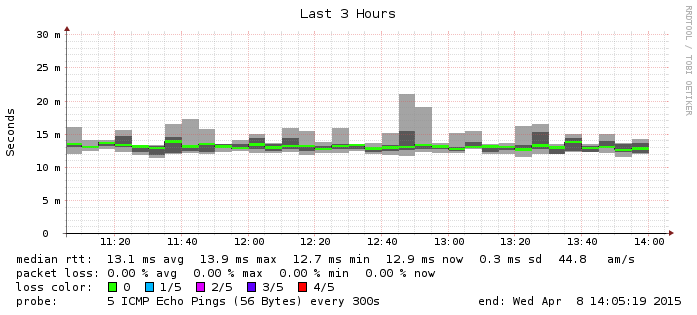 Last 3 Hours
RRDTOOL / TOBI OETIKER
Seconds
30 m
25 m
20 m
15 m
10 m
5 m
0
11:20 11:40 12:00 12:20 12:40 13:00 13:20 13:40 14:00
median rtt: 13.1 ms avg 13.9 ms max 12.7 ms min 12.9 ms now 0.3 ms sd 44.8 am/s
packet loss: 0.00 % avg 0.00 % max 0.00 % min 0.00 % now
loss color: 0 1/5 2/5 3/5 4/5
probe: 5 ICMP Echo Pings (56 Bytes) every 300s end: Wed Apr 8 14:05:19 2015